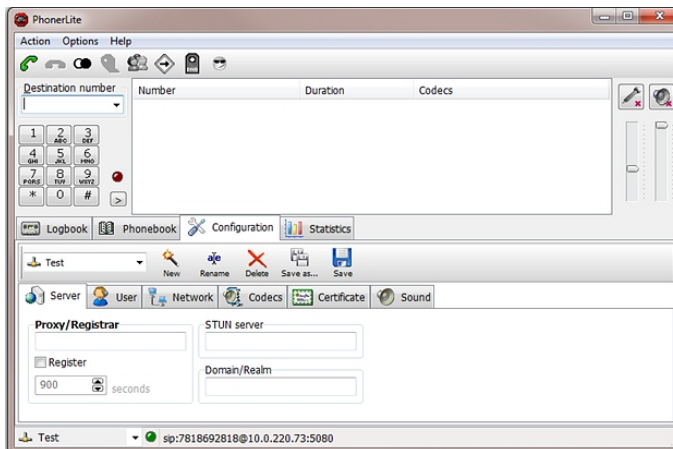 PhonerLite
Action Options Help
Destination number
Number Duration Codecs
1 2 ABC 3 DEF
4 GHI 5 JKL 6 MNO
7 PQRS 8 TUV 9 WXYZ
* 0 # >
Logbook Phonebook Configuration Statistics
Test New Rename Delete Save as... Save
Server User Network Codecs Certificate Sound
Proxy/Registrar STUN server
Register
Domain/Realm
900 seconds
Test sip:7818692818@10.0.220.73:5080